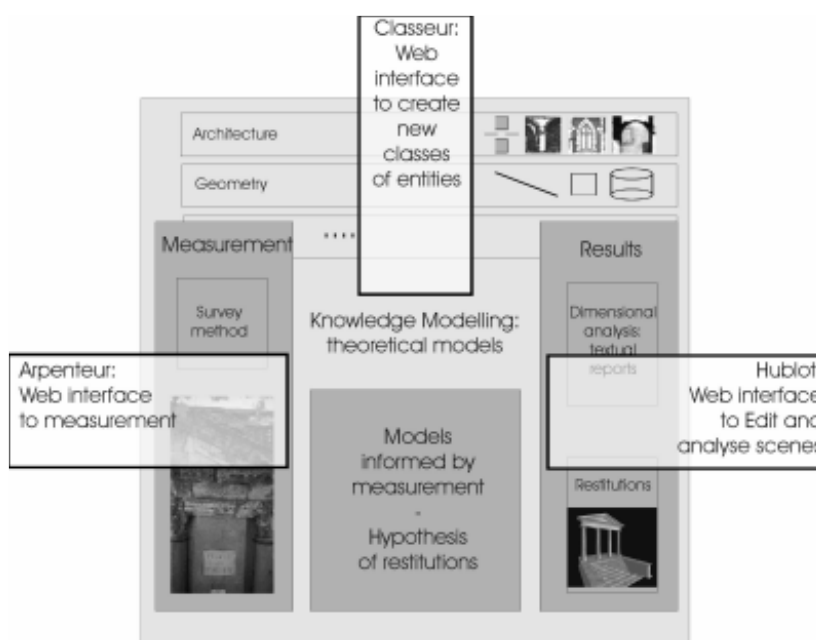 Classeur:
Web
interface
to create
new
classes
of entities
Architecture
Geometry
....
Measurement
Survey
method
Knowledge Modelling:
theoretical models
Results
Dimensional
analysis:
textual
reports
Arpenteur:
Web interface
to measurement
Hublot
Web interface
to Edit and
analyse scenes
Models
informed by
measurement
-
Hypothesis
of restitutions
Restitutions